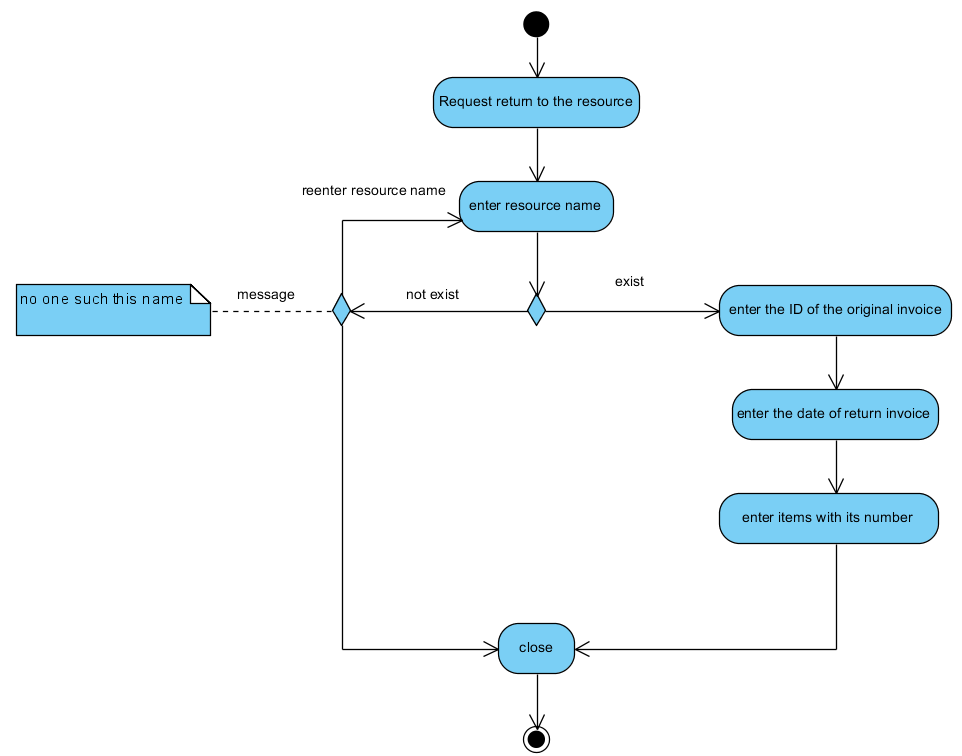 Request return to the resource
reenter resource name
enter resource name
no one such this name
message
not exist
exist
enter the ID of the original invoice
enter the date of return invoice
enter items with its number
close